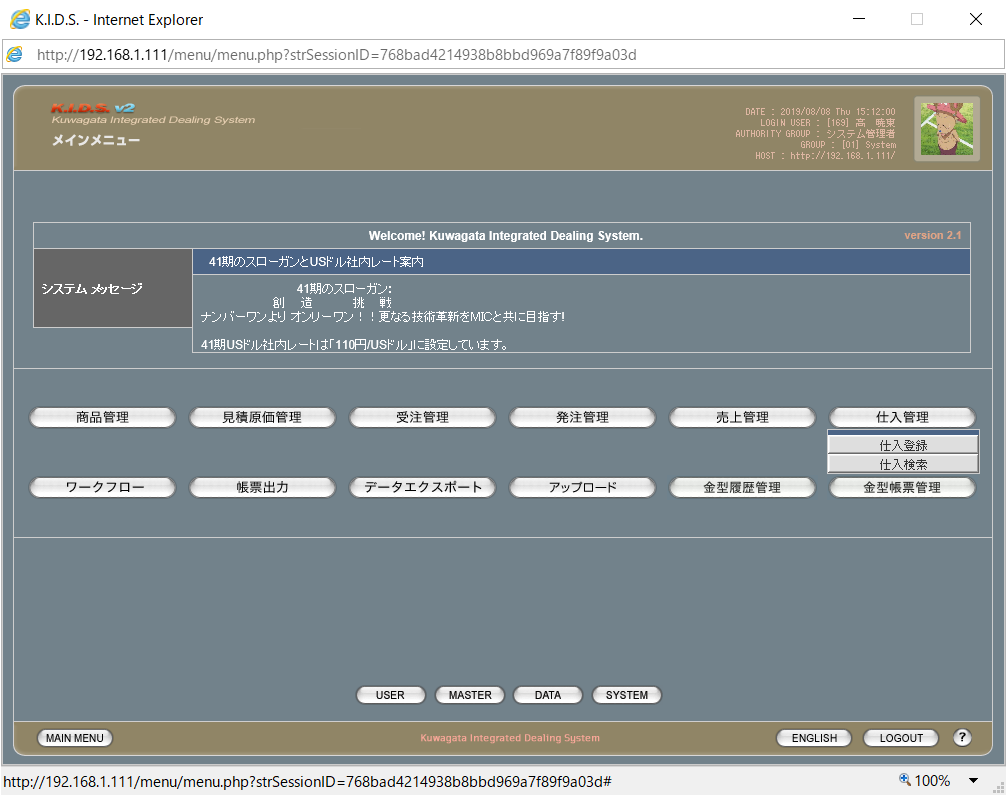 K.I.D.S. - Internet Explorer
http://192.168.1.111/menu/menu.php?strSessionID=768bad4214938b8bbd969a7f89f9a03d
K.I.D.S. v2
Kuwagata Integrated Dealing System
メインメニュー
DATE : 2019/08/08 Thu 15:12:00
LOGIN USER : [169] 高 暁東
AUTHORITY GROUP : システム管理者
GROUP : [01] System
HOST : http://192.168.1.111/
Welcome! Kuwagata Integrated Dealing System.
version 2.1
システム メッセージ
41期のスローガンとUSドル社内レート案内
41期のスローガン:
創 造 挑 戦
ナンバーワンより オンリーワン！！更なる技術革新をMICと共に目指す!
41期USドル社内レートは「110円/USドル」に設定しています。
商品管理
見積原価管理
受注管理
発注管理
売上管理
仕入管理
仕入登録
仕入検索
ワークフロー
帳票出力
データエクスポート
アップロード
金型履歴管理
金型帳票管理
USER
MASTER
DATA
SYSTEM
MAIN MENU
Kuwagata Integrated Dealing System
ENGLISH
LOGOUT
?
http://192.168.1.111/menu/menu.php?strSessionID=768bad4214938b8bbd969a7f89f9a03d#
100%